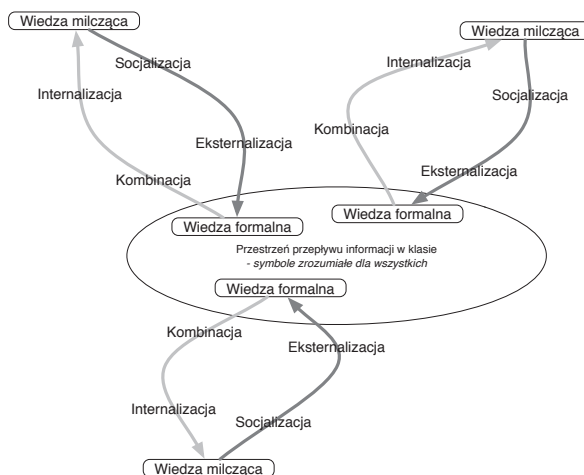 Wiedza milcząca
Wiedza milcząca
Socjalizacja
Internalizacja
Internalizacja
Socjalizacja
Kombinacja
Eksternalizacja
Eksternalizacja
Kombinacja
Wiedza formalna
Wiedza formalna
Przestrzeń przepływu informacji w klasie
- symbole zrozumiałe dla wszystkich
Wiedza formalna
Kombinacja
Eksternalizacja
Internalizacja
Socjalizacja
Wiedza milcząca